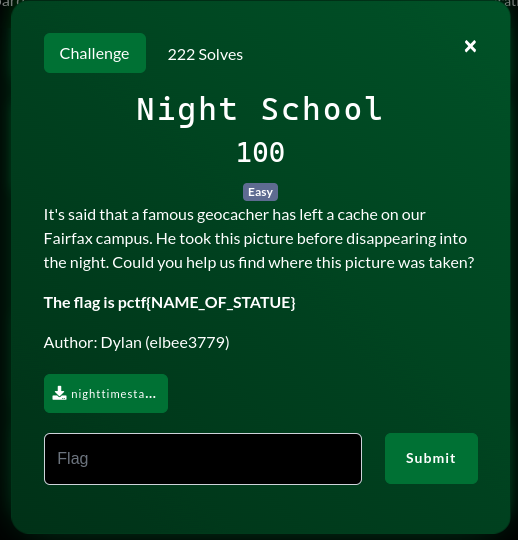 Challenge
222 Solves
×
Night School
100
Easy
It's said that a famous geocacher has left a cache on our
Fairfax campus. He took this picture before disappearing into
the night. Could you help us find where this picture was taken?
The flag is pctf{NAME_OF_STATUE}
Author: Dylan (elbee3779)
nighttimesta...
Flag
Submit